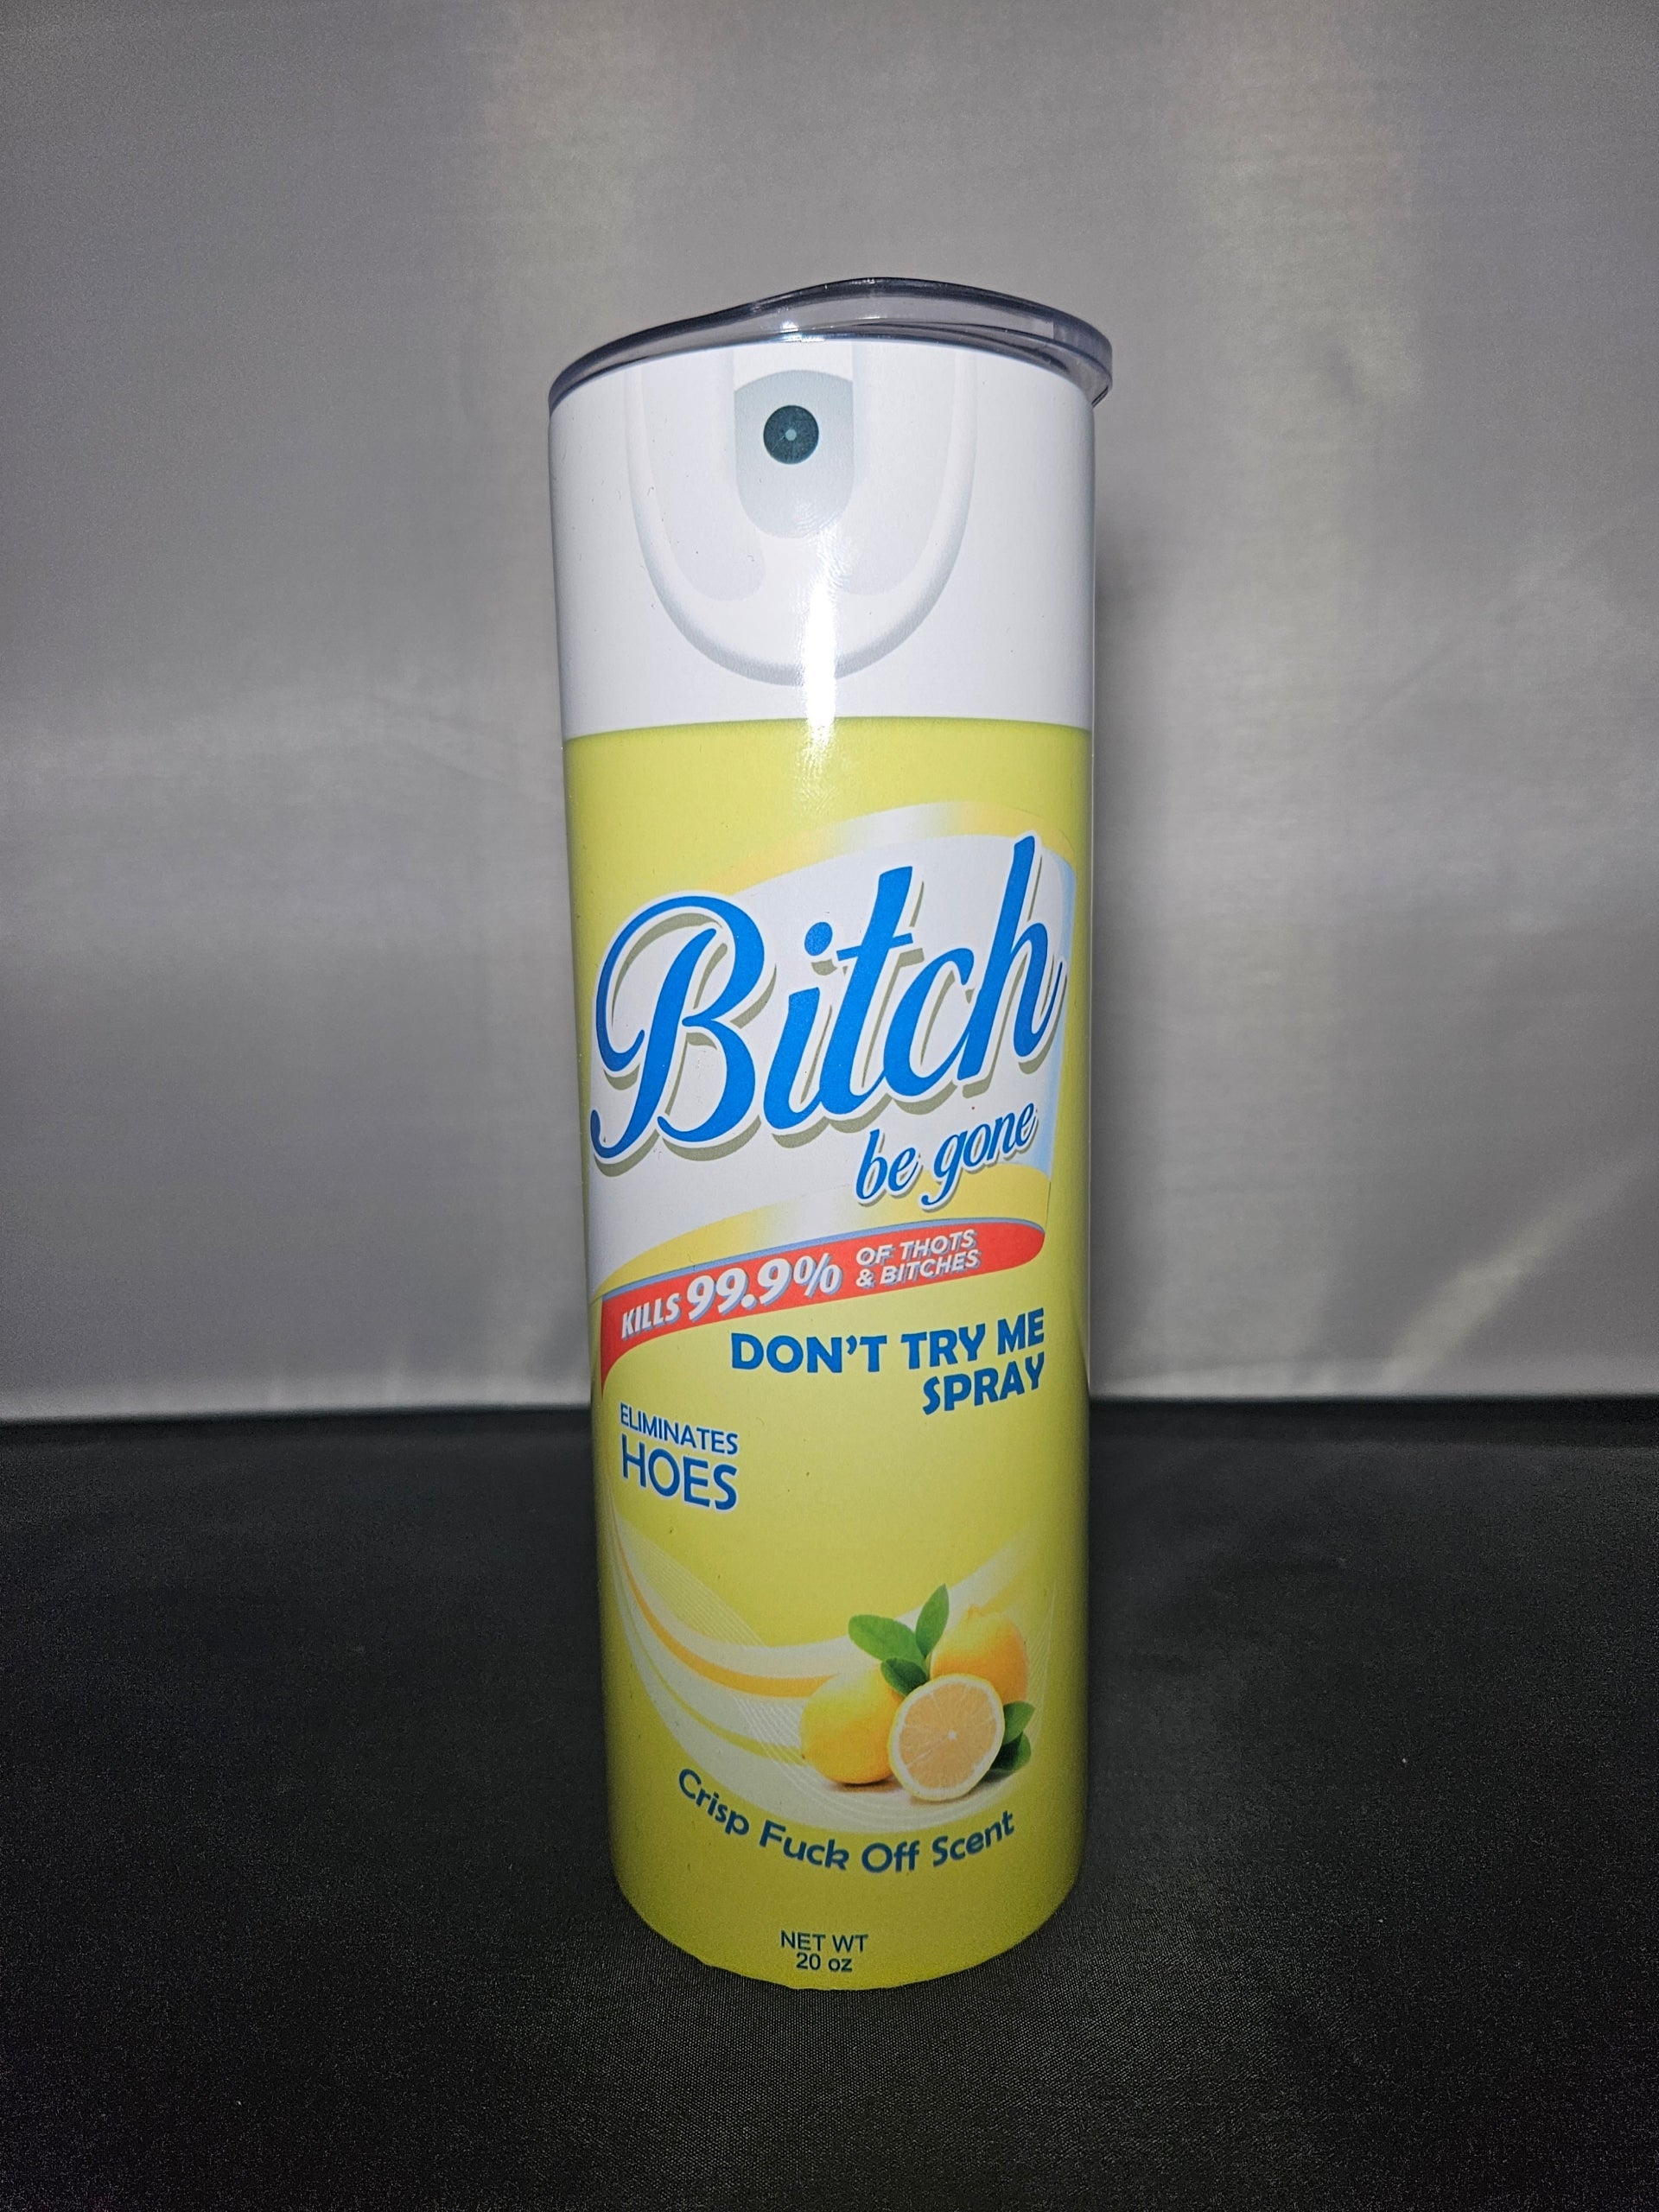 Bitch
be gone
KILLS 99.9% OF THOTS
& BITCHES
DON'T TRY ME
SPRAY
ELIMINATES
HOES
Crisp Fuck Off Scent
NET WT
20 oz